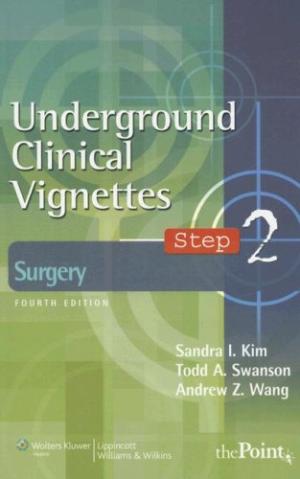 Underground
Clinical
Vignettes
Step 2
Surgery
FOURTH EDITION
Sandra I. Kim
Todd A. Swanson
Andrew Z. Wang
Wolters Kluwer
Lippincott
Williams & Wilkins
thePoint